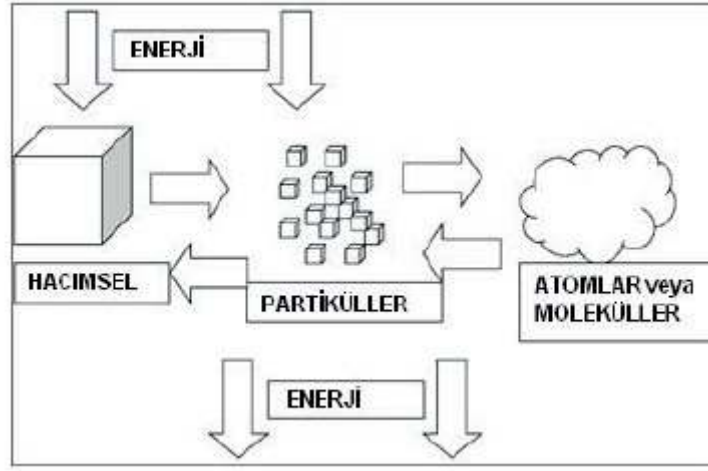 ENERJİ
HACIMSEL
PARTİKÜLLER
ATOMLAR veya
MOLEKÜLLER
ENERJİ